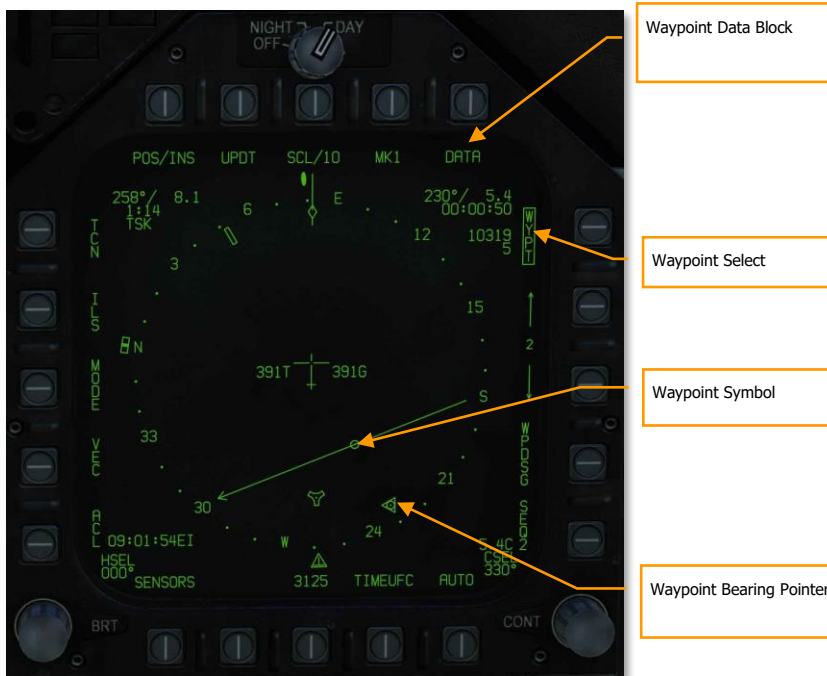 NIGHT DAY
OFF
Waypoint Data Block
POS/INS UPDT SCL/10 MK1 DATA
258°/ 8.1
1:14
TSK
230°/ 5.4
00:00:50
10319
5
WYPT
TCN
6
E
12
3
15
Waypoint Select
ILS
N
2
MODE
391T 391G
S
Waypoint Symbol
33
VEC
WPDSG
21
30
24
W
SEQ2
ACL
09:01:54EI
5.4C
CSEL
330°
HSEL
000°
SENSORS 3125 TIMEUFC AUTO
Waypoint Bearing Pointer
BRT CONT